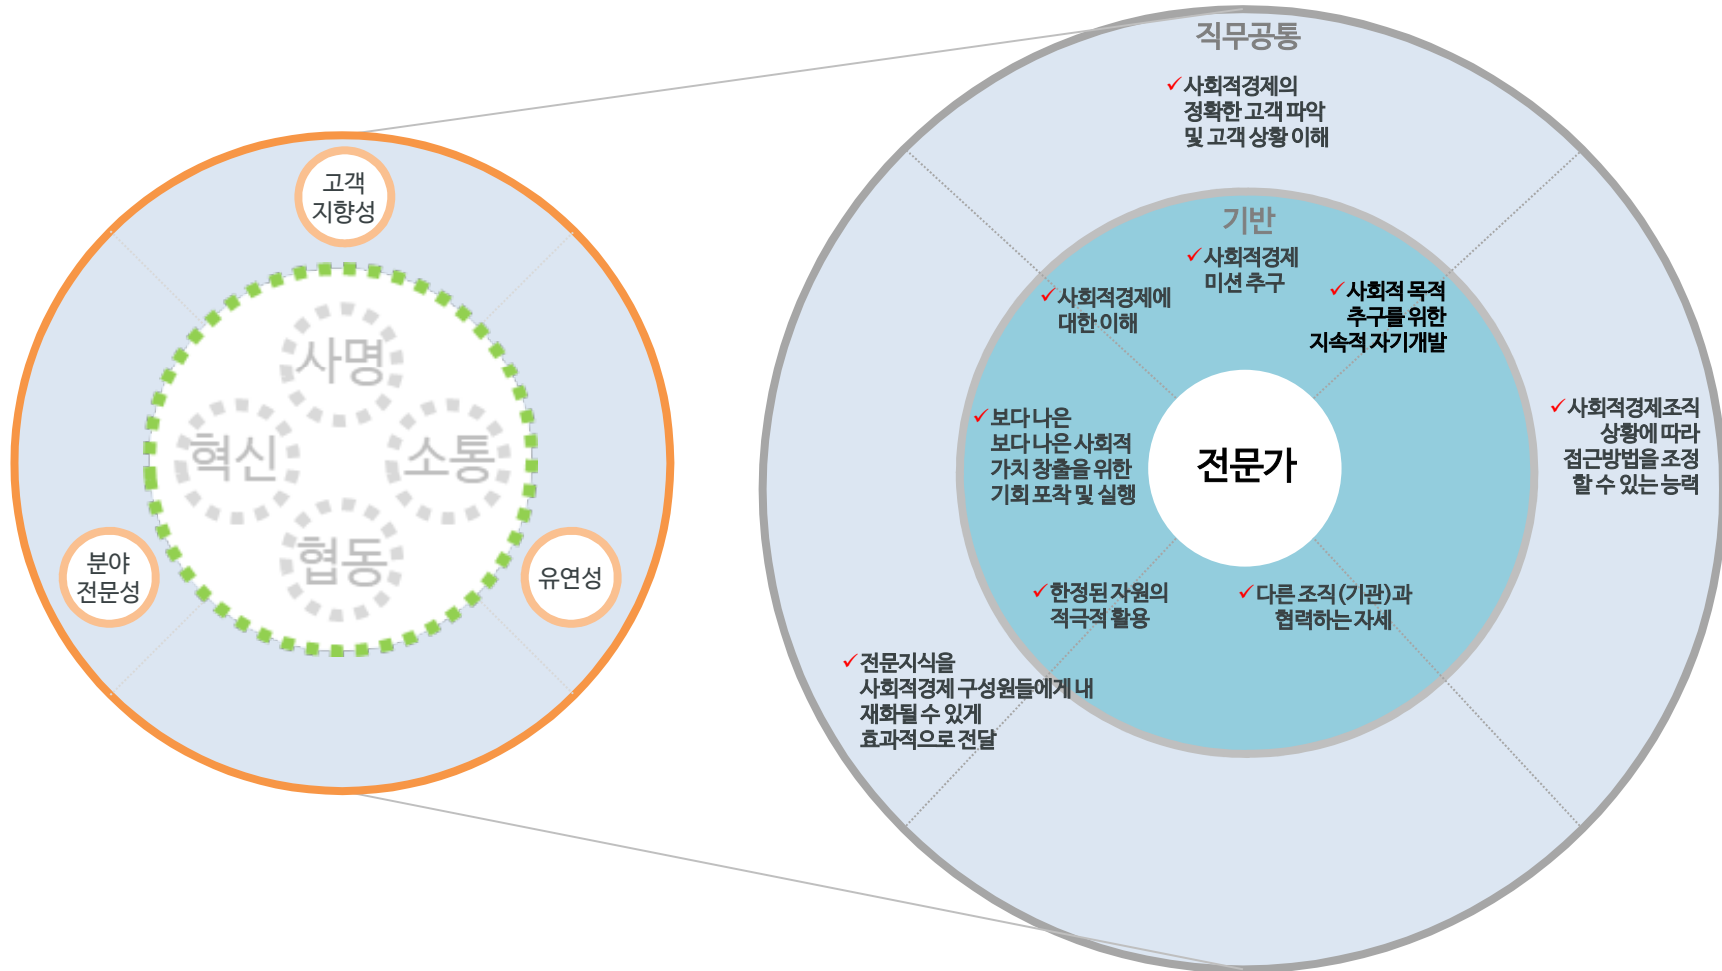 고객
지향성
사명
혁신
소통
협동
분야
전문성
유연성
직무공통
✓사회적경제의
정확한 고객 파악
및 고객 상황 이해
기반
✓사회적경제
미션 추구
✓사회적경제에
대한 이해
✓사회적 목적
추구를 위한
지속적 자기개발
✓보다 나은
보다 나은 사회적
가치 창출을 위한
기회 포착 및 실행
전문가
✓사회적경제조직
상황에 따라
접근방법을 조정
할 수 있는 능력
✓한정된 자원의
적극적 활용
✓다른 조직(기관)과
협력하는 자세
✓전문지식을
사회적경제 구성원들에게 내
재화될 수 있게
효과적으로 전달